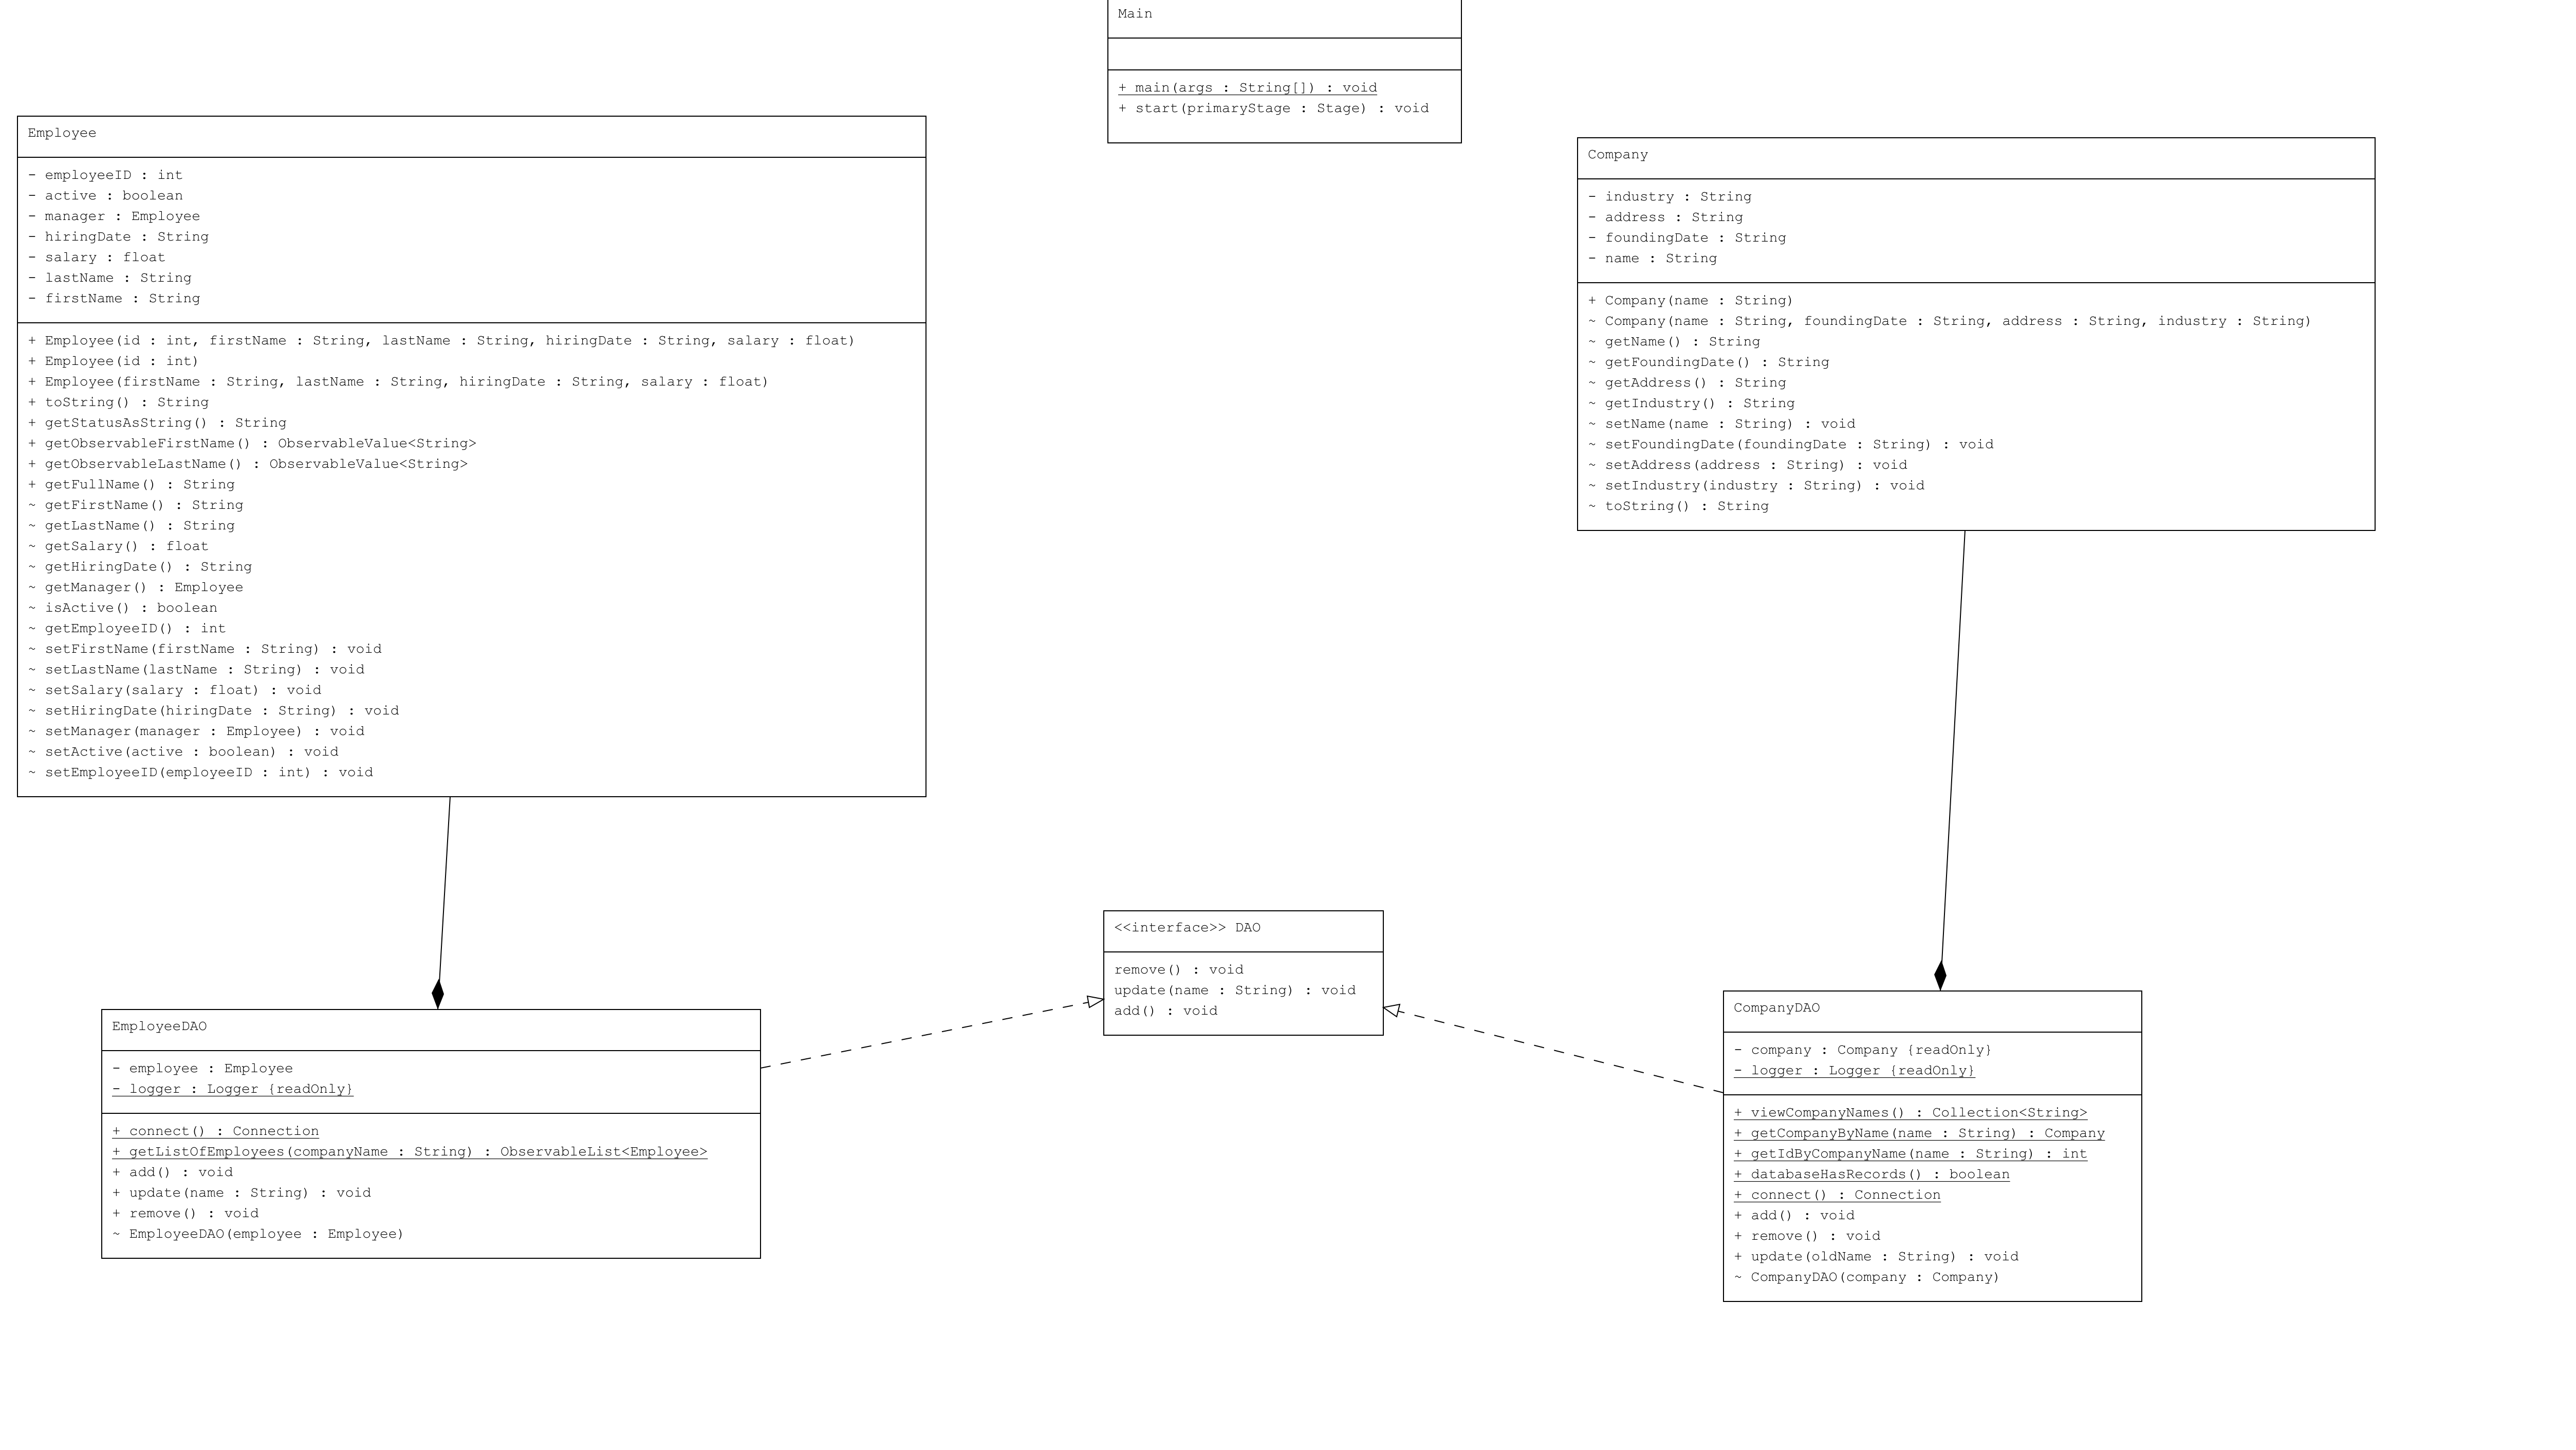 Main
+ main(args : String[]) : void
+ start(primaryStage : Stage) : void
Employee
- employeeID : int
- active : boolean
- manager : Employee
- hiringDate : String
- salary : float
- lastName : String
- firstName : String
+ Employee(id : int, firstName : String, lastName : String, hiringDate : String, salary : float)
+ Employee(id : int)
+ Employee(firstName : String, lastName : String, hiringDate : String, salary : float)
+ toString() : String
+ getStatusAsString() : String
+ getObservableFirstName() : ObservableValue<String>
+ getObservableLastName() : ObservableValue<String>
+ getFullName() : String
~ getFirstName() : String
~ getLastName() : String
~ getSalary() : float
~ getHiringDate() : String
~ getManager() : Employee
~ isActive() : boolean
~ getEmployeeID() : int
~ setFirstName(firstName : String) : void
~ setLastName(lastName : String) : void
~ setSalary(salary : float) : void
~ setHiringDate(hiringDate : String) : void
~ setManager(manager : Employee) : void
~ setActive(active : boolean) : void
~ setEmployeeID(employeeID : int) : void
Company
- industry : String
- address : String
- foundingDate : String
- name : String
+ Company(name : String)
~ Company(name : String, foundingDate : String, address : String, industry : String)
~ getName() : String
~ getFoundingDate() : String
~ getAddress() : String
~ getIndustry() : String
~ setName(name : String) : void
~ setFoundingDate(foundingDate : String) : void
~ setAddress(address : String) : void
~ setIndustry(industry : String) : void
~ toString() : String
<<interface>> DAO
remove() : void
update(name : String) : void
add() : void
EmployeeDAO
- employee : Employee
- logger : Logger {readOnly}
+ connect() : Connection
+ getListOfEmployees(companyName : String) : ObservableList<Employee>
+ add() : void
+ update(name : String) : void
+ remove() : void
~ EmployeeDAO(employee : Employee)
CompanyDAO
- company : Company {readOnly}
- logger : Logger {readOnly}
+ viewCompanyNames() : Collection<String>
+ getCompanyByName(name : String) : Company
+ getIdByCompanyName(name : String) : int
+ databaseHasRecords() : boolean
+ connect() : Connection
+ add() : void
+ remove() : void
+ update(oldName : String) : void
~ CompanyDAO(company : Company)